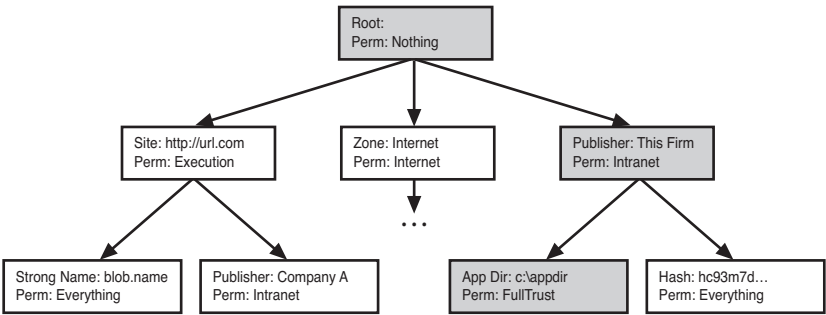 Root:
Perm: Nothing
Site: http://url.com
Perm: Execution
Zone: Internet
Perm: Internet
Publisher: This Firm
Perm: Intranet
...
Strong Name: blob.name
Perm: Everything
Publisher: Company A
Perm: Intranet
App Dir: c:\appdir
Perm: FullTrust
Hash: hc93m7d...
Perm: Everything